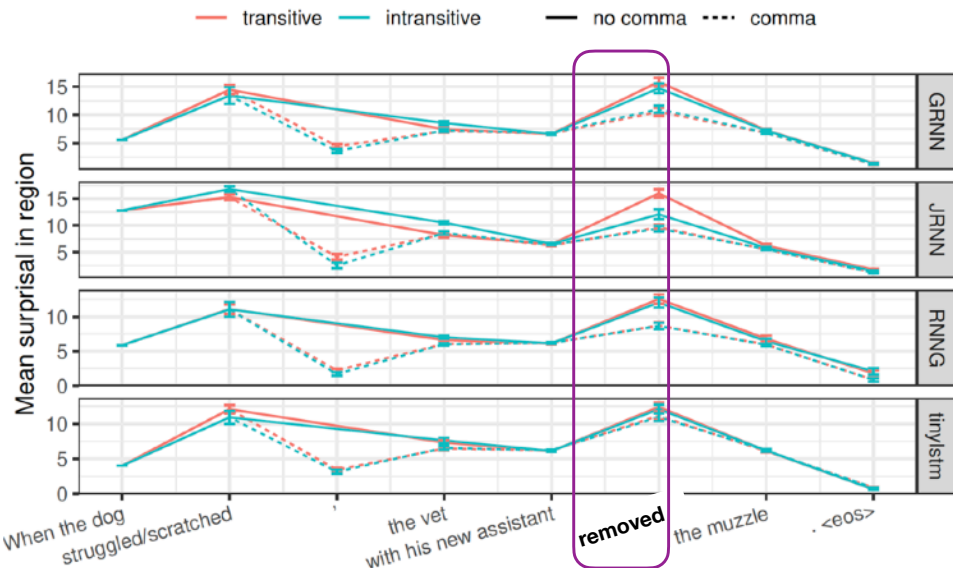 transitive intransitive no comma comma
Mean surprisal in region
15
10
5
GRNN
15
10
5
JRNN
10
5
0
RNNG
10
5
0
tinylstm
When the dog
struggled/scratched
,
the vet
with his new assistant
removed
the muzzle
. <eos>